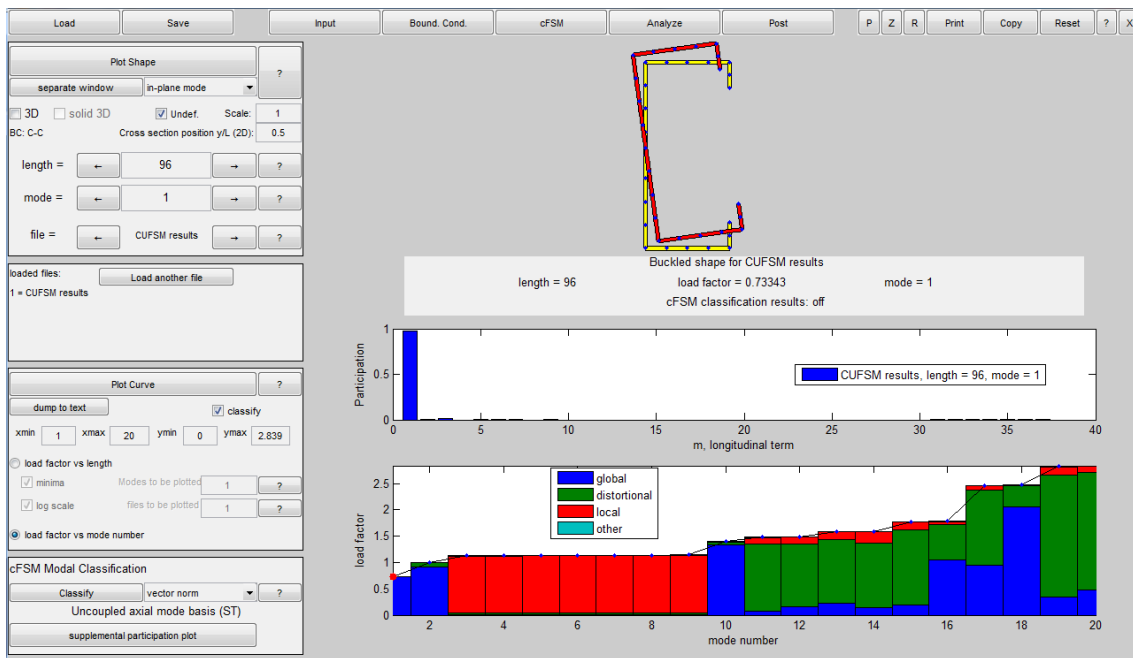 Load Save Input Bound. Cond. cFSM Analyze Post P Z R Print Copy Reset ? X
Plot Shape ?
separate window in-plane mode
3D solid 3D Undef. Scale: 1
BC: C-C Cross section position y/L (2D): 0.5
length = ← 96 → ?
mode = ← 1 → ?
file = ← CUFSM results → ?
loaded files: Load another file
1 = CUFSM results
Plot Curve ?
dump to text classify
xmin 1 xmax 20 ymin 0 ymax 2.839
load factor vs length
minima Modes to be plotted 1 ?
log scale files to be plotted 1 ?
load factor vs mode number
cFSM Modal Classification
Classify vector norm ?
Uncoupled axial mode basis (ST)
supplemental participation plot
Buckled shape for CUFSM results
length = 96 load factor = 0.73343 mode = 1
cFSM classification results: off
Participation
1
0.5
0
CUFSM results, length = 96, mode = 1
0 5 10 15 20 25 30 35 40
m, longitudinal term
load factor
2.5
2
1.5
1
0.5
0
global
distortional
local
other
2 4 6 8 10 12 14 16 18 20
mode number